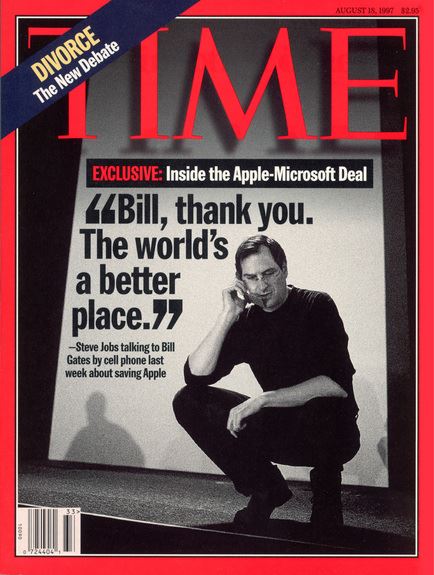 AUGUST 18, 1997 $2.95
DIVORCE
The New Debate
TIME
EXCLUSIVE: Inside the Apple-Microsoft Deal
“Bill, thank you.
The world’s
a better
place.”
—Steve Jobs talking to Bill
Gates by cell phone last
week about saving Apple
33>
0 724404 1